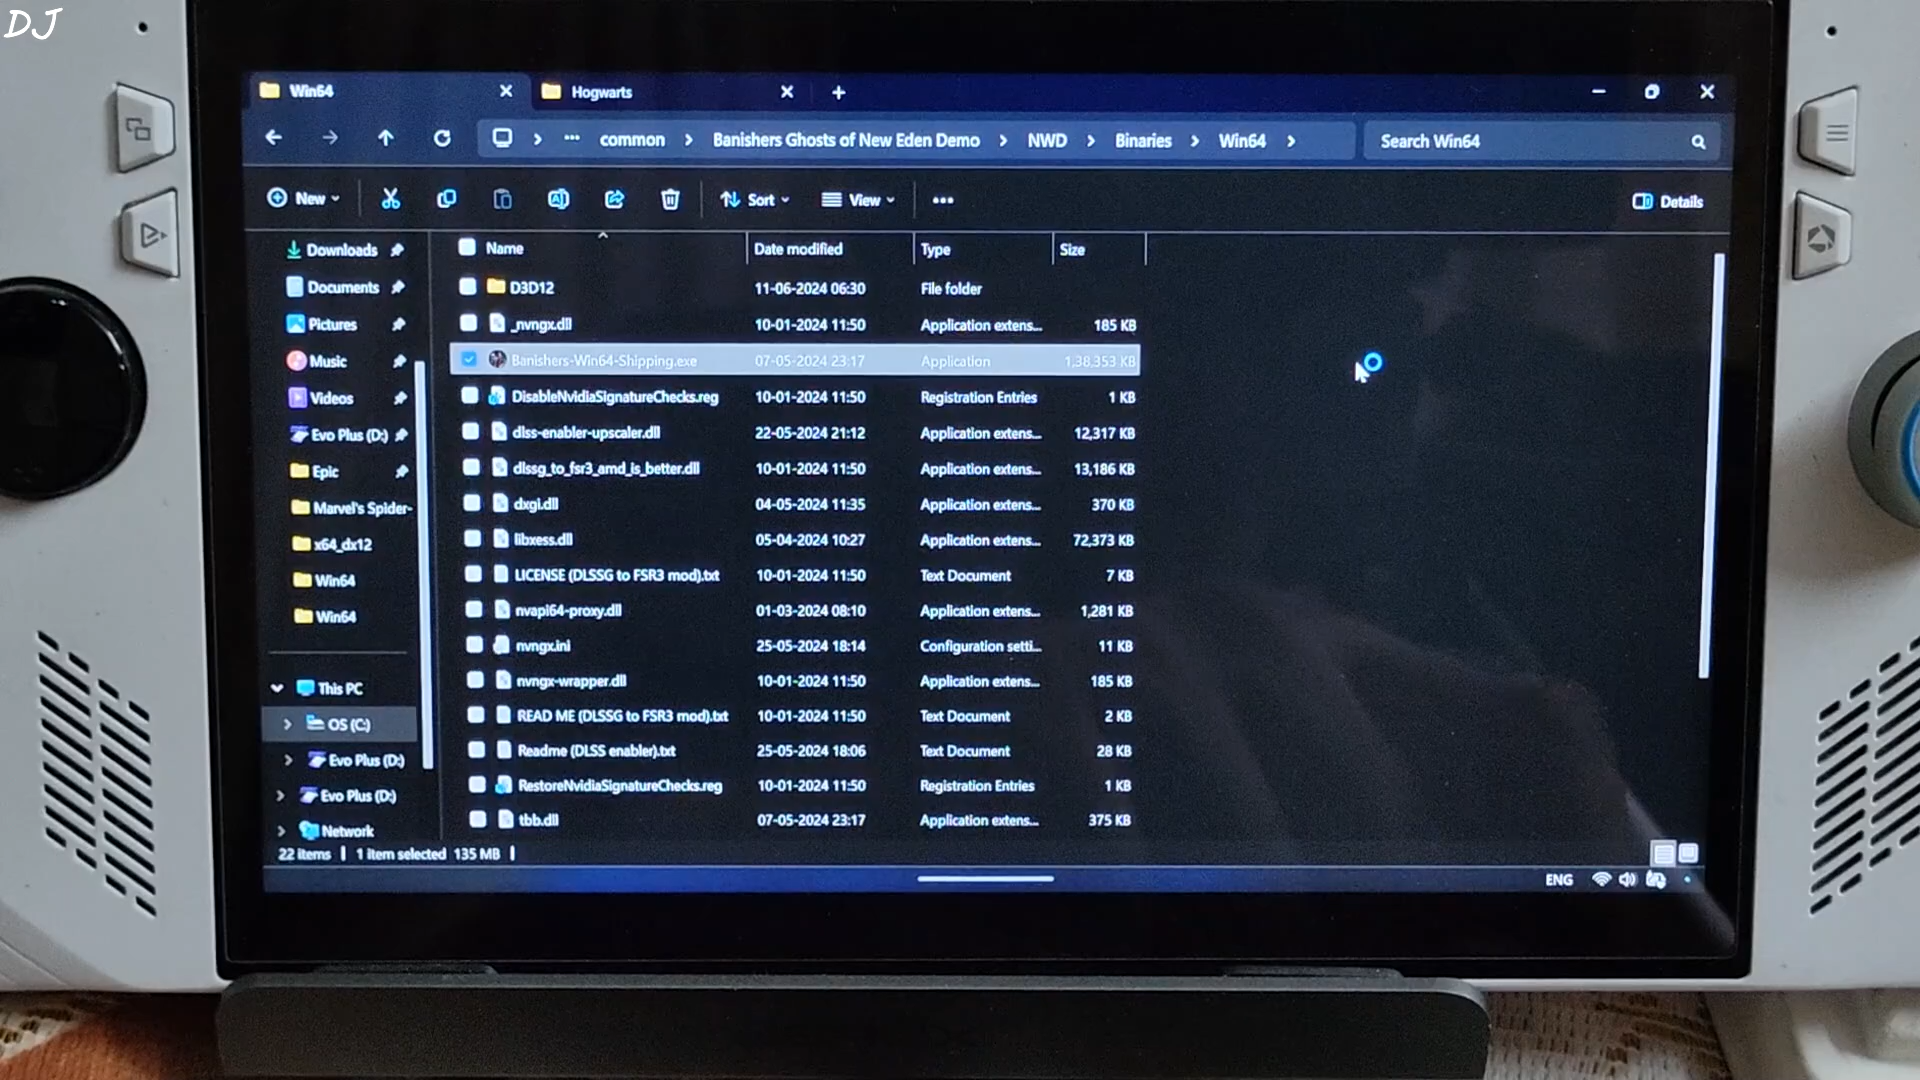 DJ
Win64
Hogwarts
common > Banishers Ghosts of New Eden Demo > NWD > Binaries > Win64 >
Search Win64
New
Sort
View
Details
Name
Date modified
Type
Size
Downloads
Documents
Pictures
Music
Videos
Evo Plus (D:)
Epic
Marvel's Spider-
x64_dx12
Win64
Win64
This PC
OS (C:)
Evo Plus (D:)
Evo Plus (D:)
Network
D3D12 11-06-2024 06:30 File folder
_nvngx.dll 10-01-2024 11:50 Application extens... 185 KB
Banishers-Win64-Shipping.exe 07-05-2024 23:17 Application 1,38,353 KB
DisableNvidiaSignatureChecks.reg 10-01-2024 11:50 Registration Entries 1 KB
dlss-enabler-upscaler.dll 22-05-2024 21:12 Application extens... 12,317 KB
dlssg_to_fsr3_amd_is_better.dll 10-01-2024 11:50 Application extens... 13,186 KB
dxgi.dll 04-05-2024 11:35 Application extens... 370 KB
libxess.dll 05-04-2024 10:27 Application extens... 72,373 KB
LICENSE (DLSSG to FSR3 mod).txt 10-01-2024 11:50 Text Document 7 KB
nvapi64-proxy.dll 01-03-2024 08:10 Application extens... 1,281 KB
nvngx.ini 25-05-2024 18:14 Configuration setti... 11 KB
nvngx-wrapper.dll 10-01-2024 11:50 Application extens... 185 KB
READ ME (DLSSG to FSR3 mod).txt 10-01-2024 11:50 Text Document 2 KB
Readme (DLSS enabler).txt 25-05-2024 18:06 Text Document 28 KB
RestoreNvidiaSignatureChecks.reg 10-01-2024 11:50 Registration Entries 1 KB
tbb.dll 07-05-2024 23:17 Application extens... 375 KB
22 items | 1 item selected 135 MB |
ENG